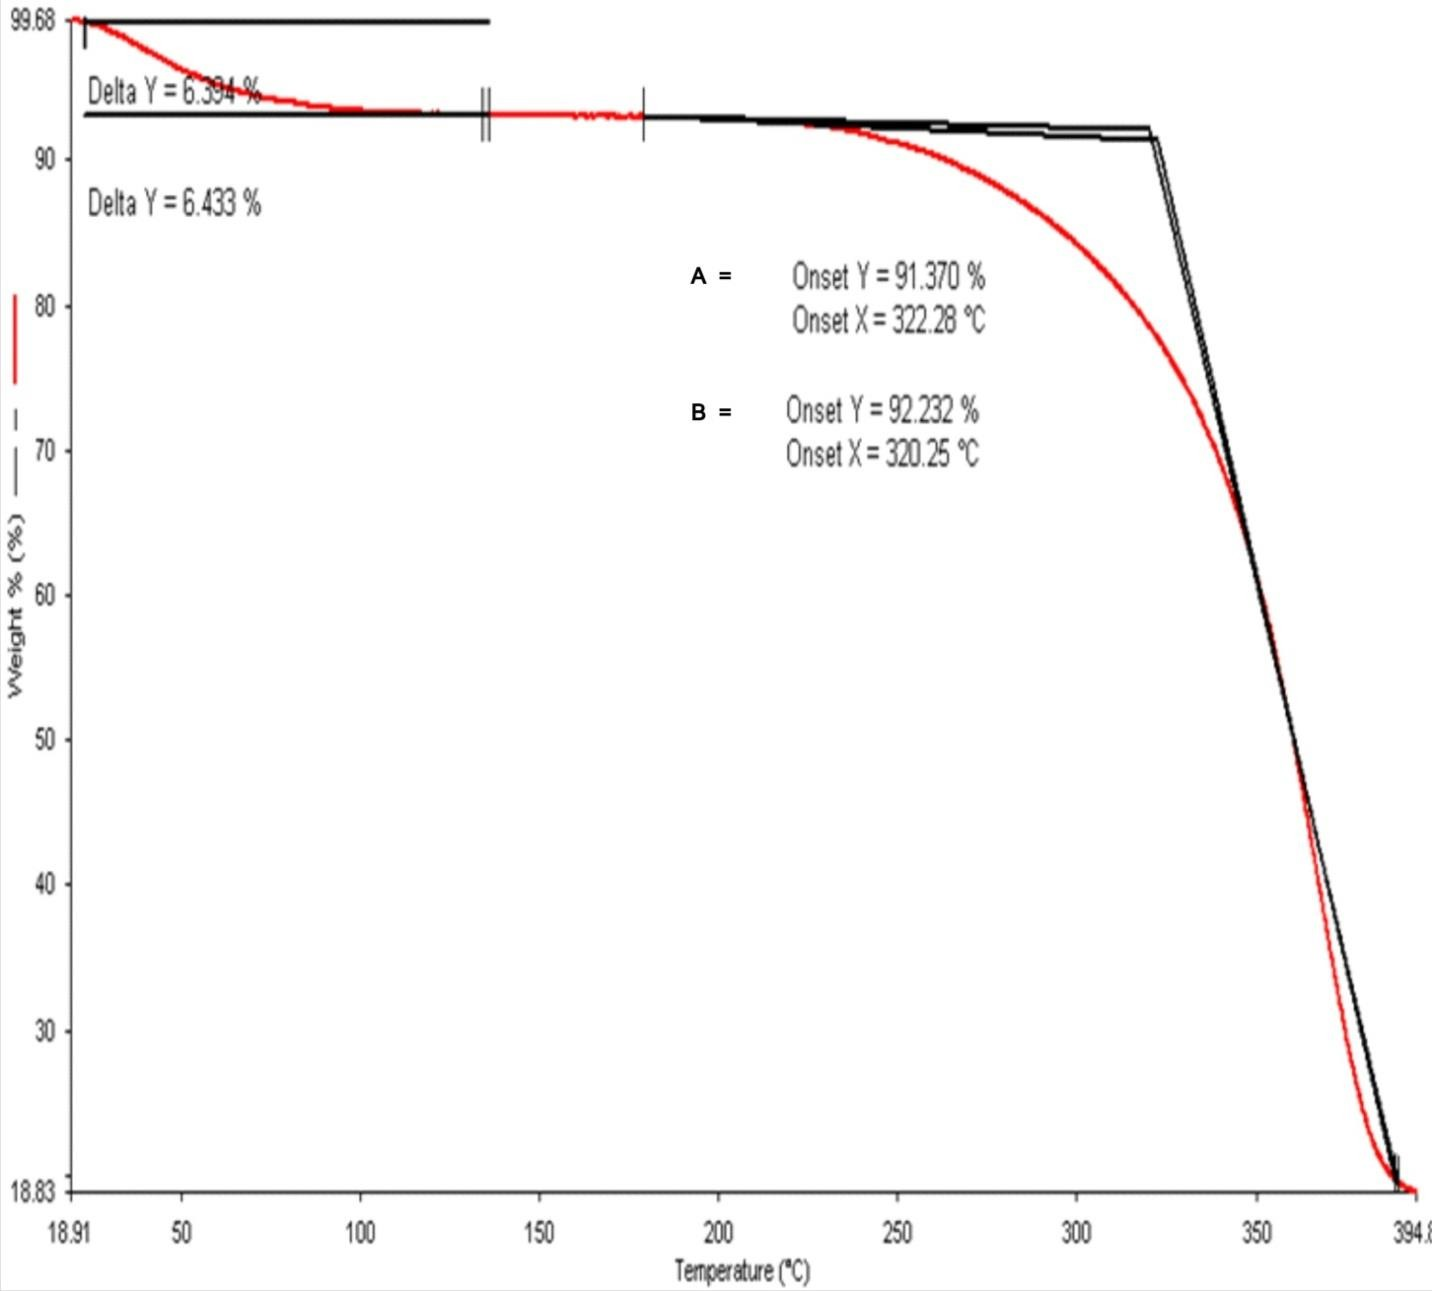 99.68
Delta Y = 6.394 %
90
Delta Y = 6.433 %
A = Onset Y = 91.370 %
Onset X = 322.28 °C
80
B = Onset Y = 92.232 %
Onset X = 320.25 °C
70
Weight % (%)
60
50
40
30
18.83
18.91 50 100 150 200 250 300 350 394.8
Temperature (°C)